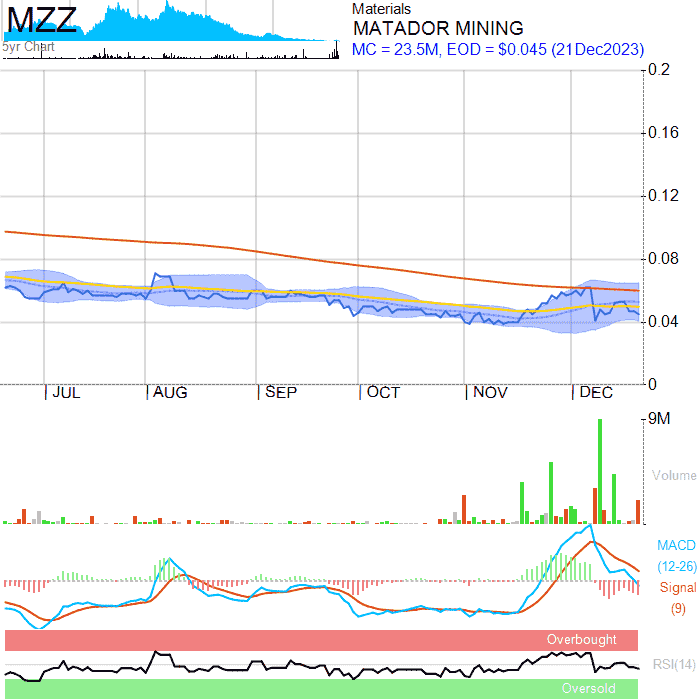 MZZ
5yr Chart
Materials
MATADOR MINING
MC = 23.5M, EOD = $0.045 (21Dec2023)
0.2
0.16
0.12
0.08
0.04
0
JUL AUG SEP OCT NOV DEC
9M
Volume
MACD
(12-26)
Signal
(9)
Overbought
RSI(14)
Oversold